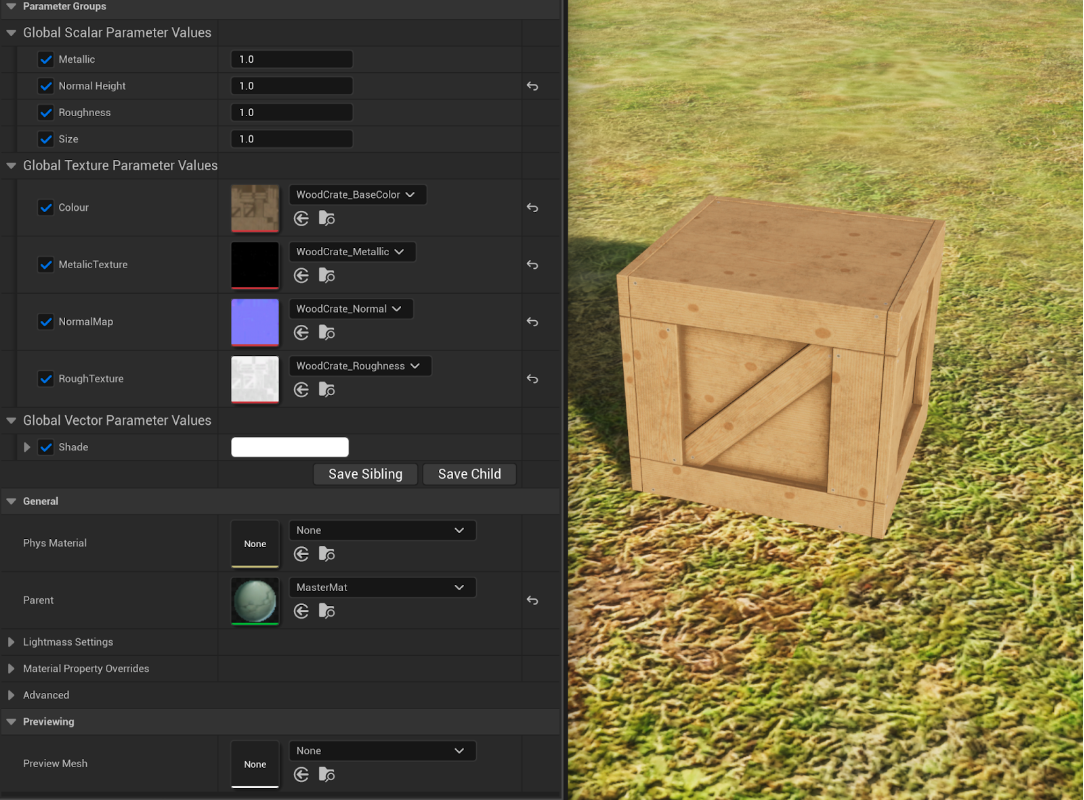 Parameter Groups
Global Scalar Parameter Values
Metallic 1.0
Normal Height 1.0
Roughness 1.0
Size 1.0
Global Texture Parameter Values
Colour WoodCrate_BaseColor
MetalicTexture WoodCrate_Metallic
NormalMap WoodCrate_Normal
RoughTexture WoodCrate_Roughness
Global Vector Parameter Values
Shade
Save Sibling Save Child
General
Phys Material None None
Parent MasterMat
Lightmass Settings
Material Property Overrides
Advanced
Previewing
Preview Mesh None None